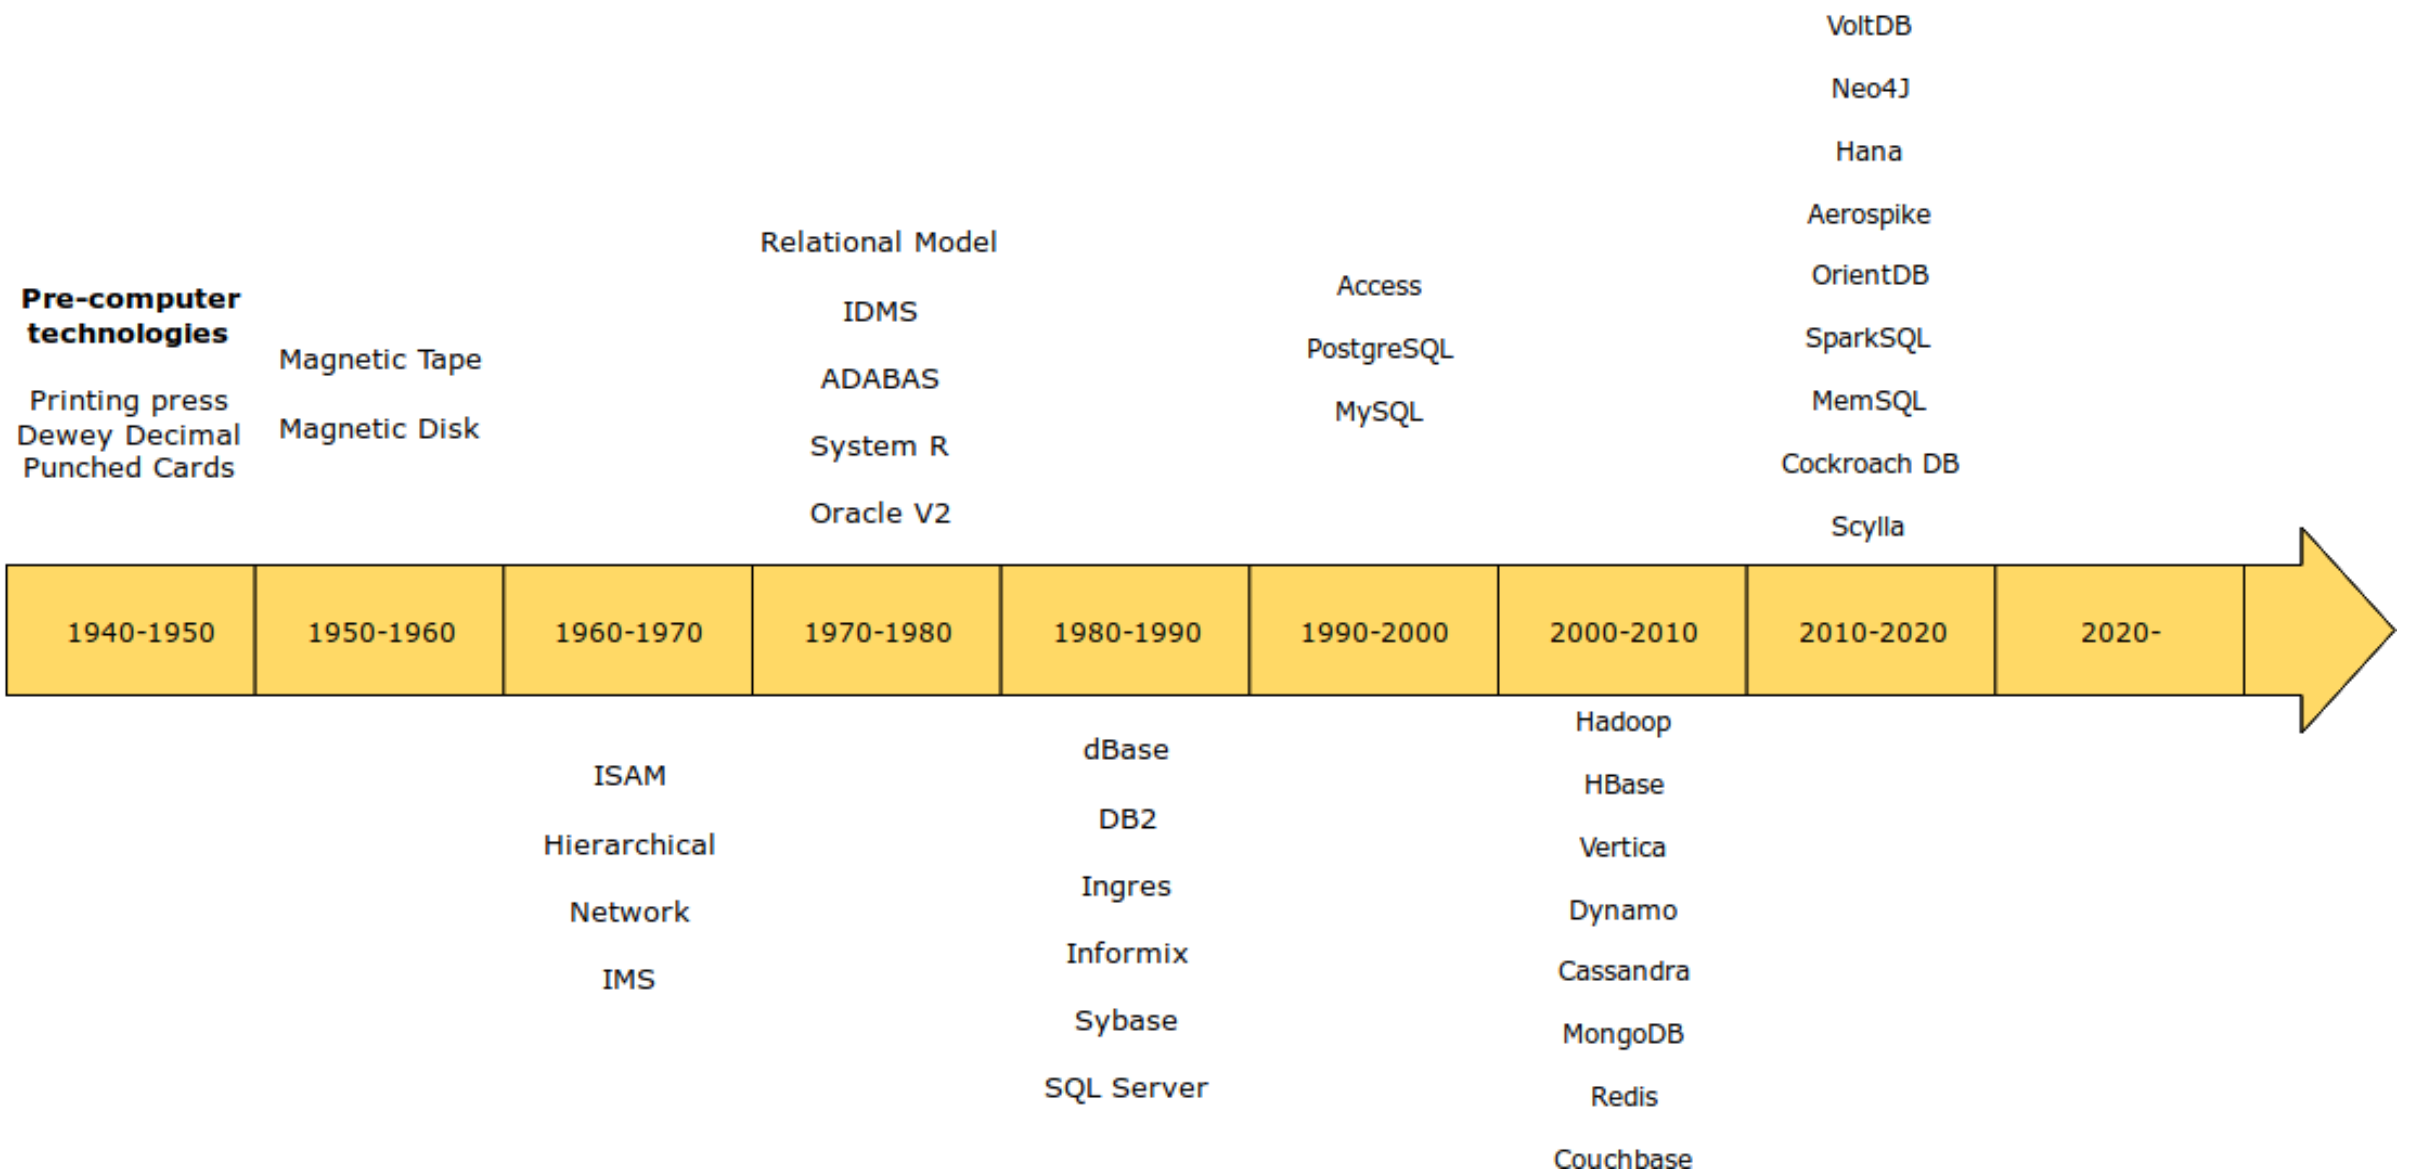 VoltDB
Neo4J
Hana
Aerospike
OrientDB
SparkSQL
MemSQL
Cockroach DB
Scylla
Relational Model
IDMS
ADABAS
System R
Oracle V2
Access
PostgreSQL
MySQL
Pre-computer
technologies
Printing press
Dewey Decimal
Punched Cards
Magnetic Tape
Magnetic Disk
1940-1950
1950-1960
1960-1970
1970-1980
1980-1990
1990-2000
2000-2010
2010-2020
2020-
ISAM
Hierarchical
Network
IMS
dBase
DB2
Ingres
Informix
Sybase
SQL Server
Hadoop
HBase
Vertica
Dynamo
Cassandra
MongoDB
Redis
Couchbase